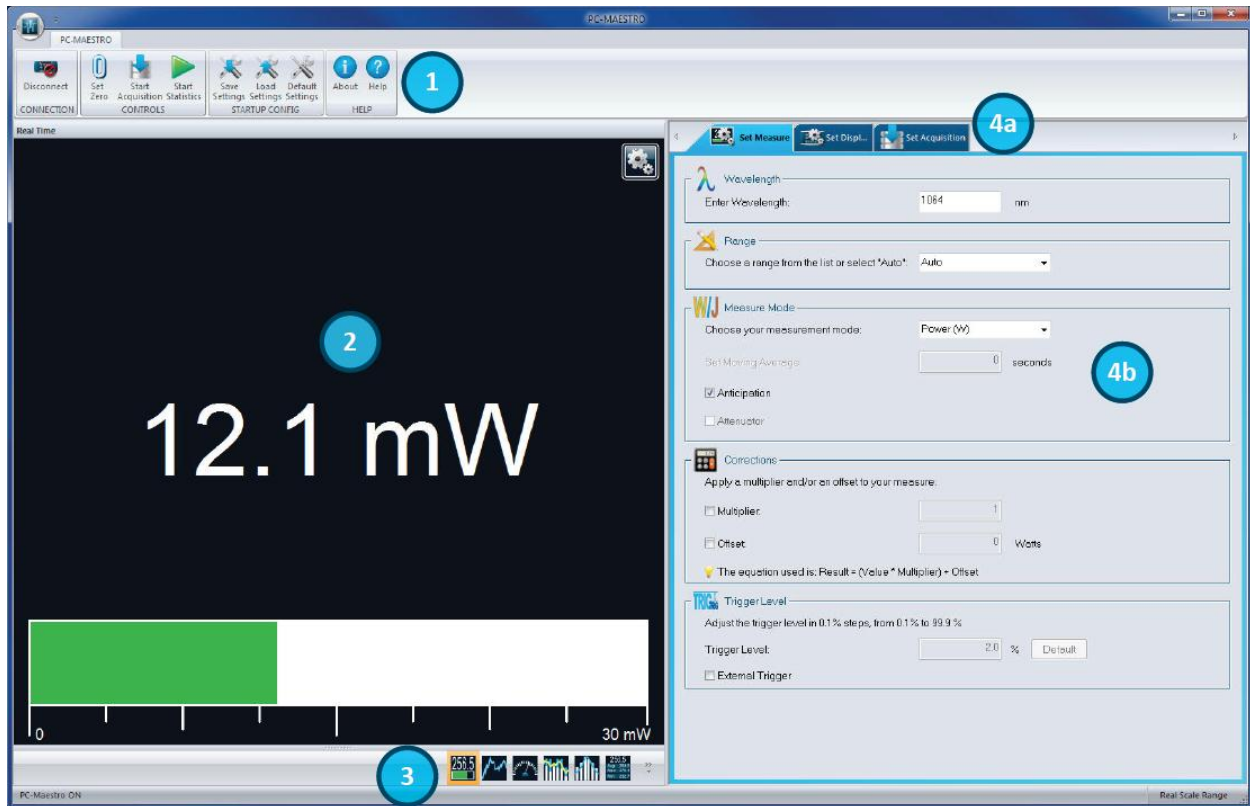 PC-MAESTRO
PC-MAESTRO
Disconnect
Set Zero
Start Acquisition
Start Statistics
Save Settings
Load Settings
Default Settings
About
Help
CONNECTION
CONTROLS
STARTUP CONFIG
HELP
1
Real Time
2
12.1 mW
0
30 mW
3
256.5
PC-Maestro ON
4a
Set Measure
Set Displ...
Set Acquisition
λ Wavelength
Enter Wavelength: 1064 nm
Range
Choose a range from the list or select "Auto": Auto
W/J Measure Mode
Choose your measurement mode: Power (W)
Set Moving Average: 0 seconds
4b
Anticipation
Attenuator
Corrections
Apply a multiplier and/or an offset to your measure.
Multiplier: 1
Offset: 0 Watts
The equation used is: Result = (Value * Multiplier) + Offset
TRIG Trigger Level
Adjust the trigger level in 0.1% steps, from 0.1% to 99.9 %
Trigger Level: 2.0 % Default
External Trigger
Real Scale Range